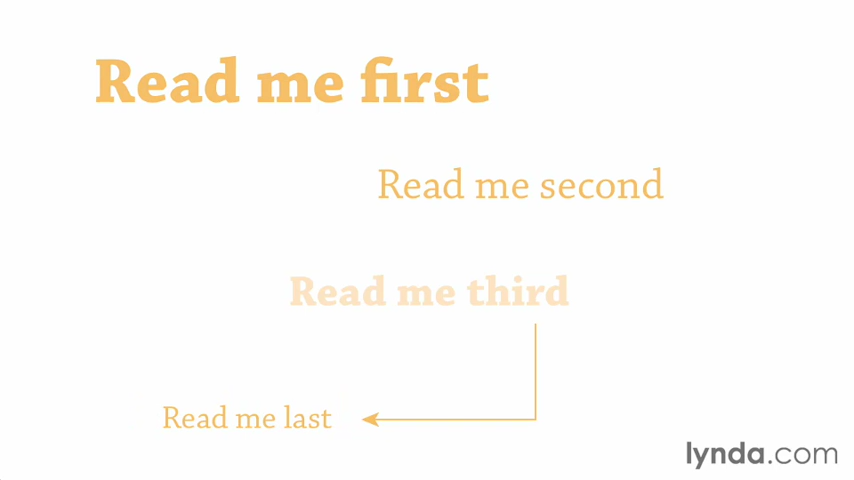 Read me first
Read me second
Read me third
Read me last
lynda.com